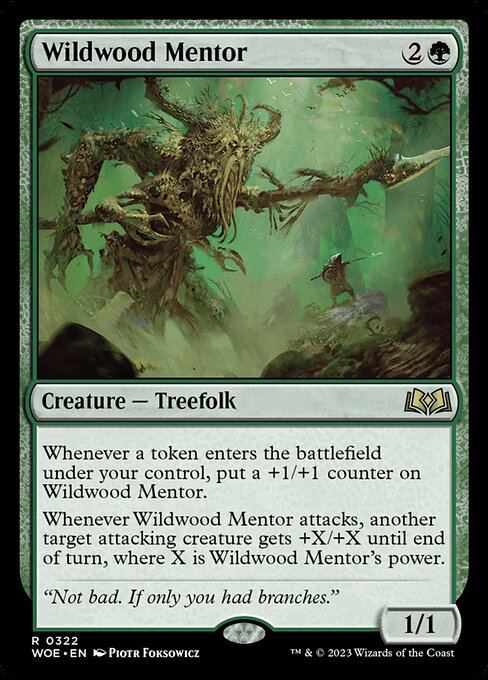 Wildwood Mentor 2
Creature — Treefolk
Whenever a token enters the battlefield
under your control, put a +1/+1 counter on
Wildwood Mentor.
Whenever Wildwood Mentor attacks, another
target attacking creature gets +X/+X until end
of turn, where X is Wildwood Mentor's power.
“Not bad. If only you had branches.”
1/1
R 0322
WOE • EN Piotr Foksowicz
™ & © 2023 Wizards of the Coast